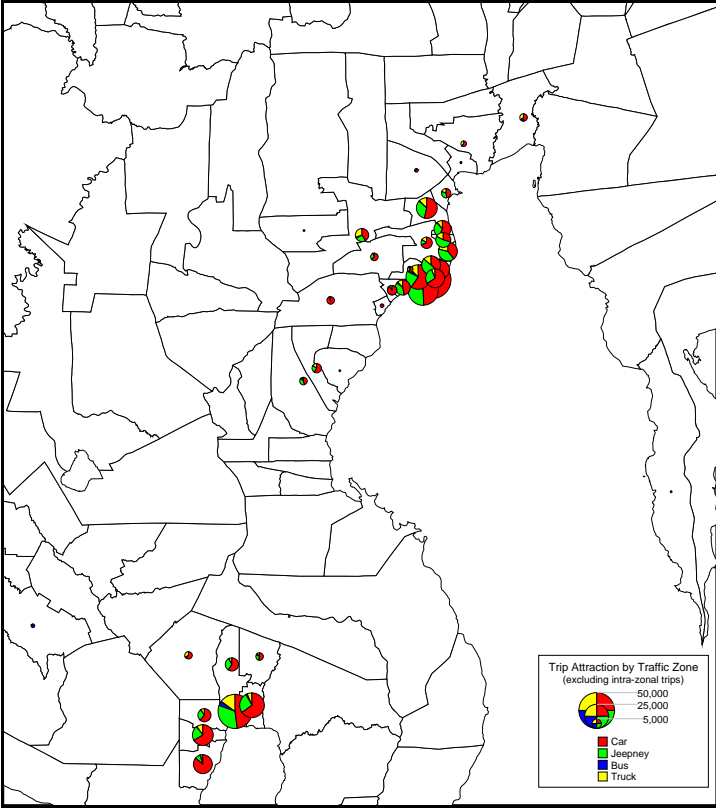 Trip Attraction by Traffic Zone
(excluding intra-zonal trips)
50,000
25,000
5,000
Car
Jeepney
Bus
Truck